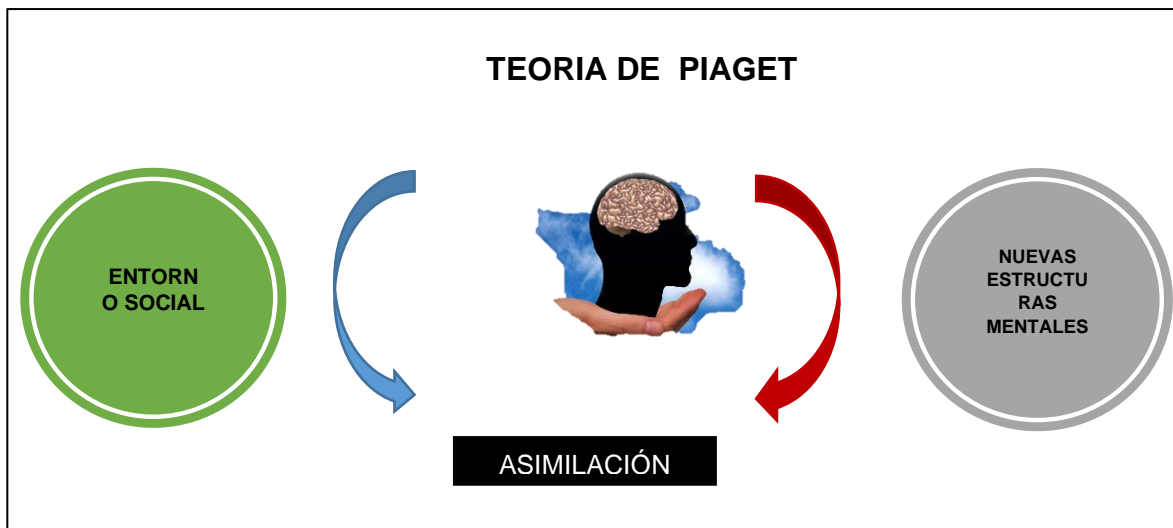 TEORIA DE PIAGET
ENTORN
O SOCIAL
NUEVAS
ESTRUCTU
RAS
MENTALES
ASIMILACIÓN